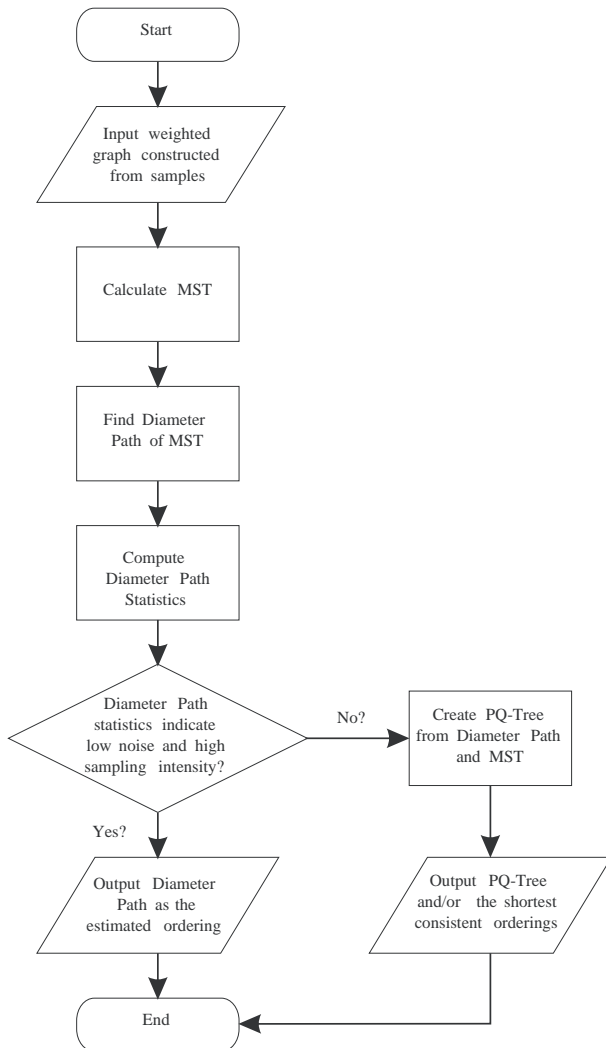 Start
Input weighted
graph constructed
from samples
Calculate MST
Find Diameter
Path of MST
Compute
Diameter Path
Statistics
Diameter Path
statistics indicate
low noise and high
sampling intensity?
No?
Create PQ-Tree
from Diameter Path
and MST
Yes?
Output Diameter
Path as the
estimated ordering
Output PQ-Tree
and/or the shortest
consistent orderings
End